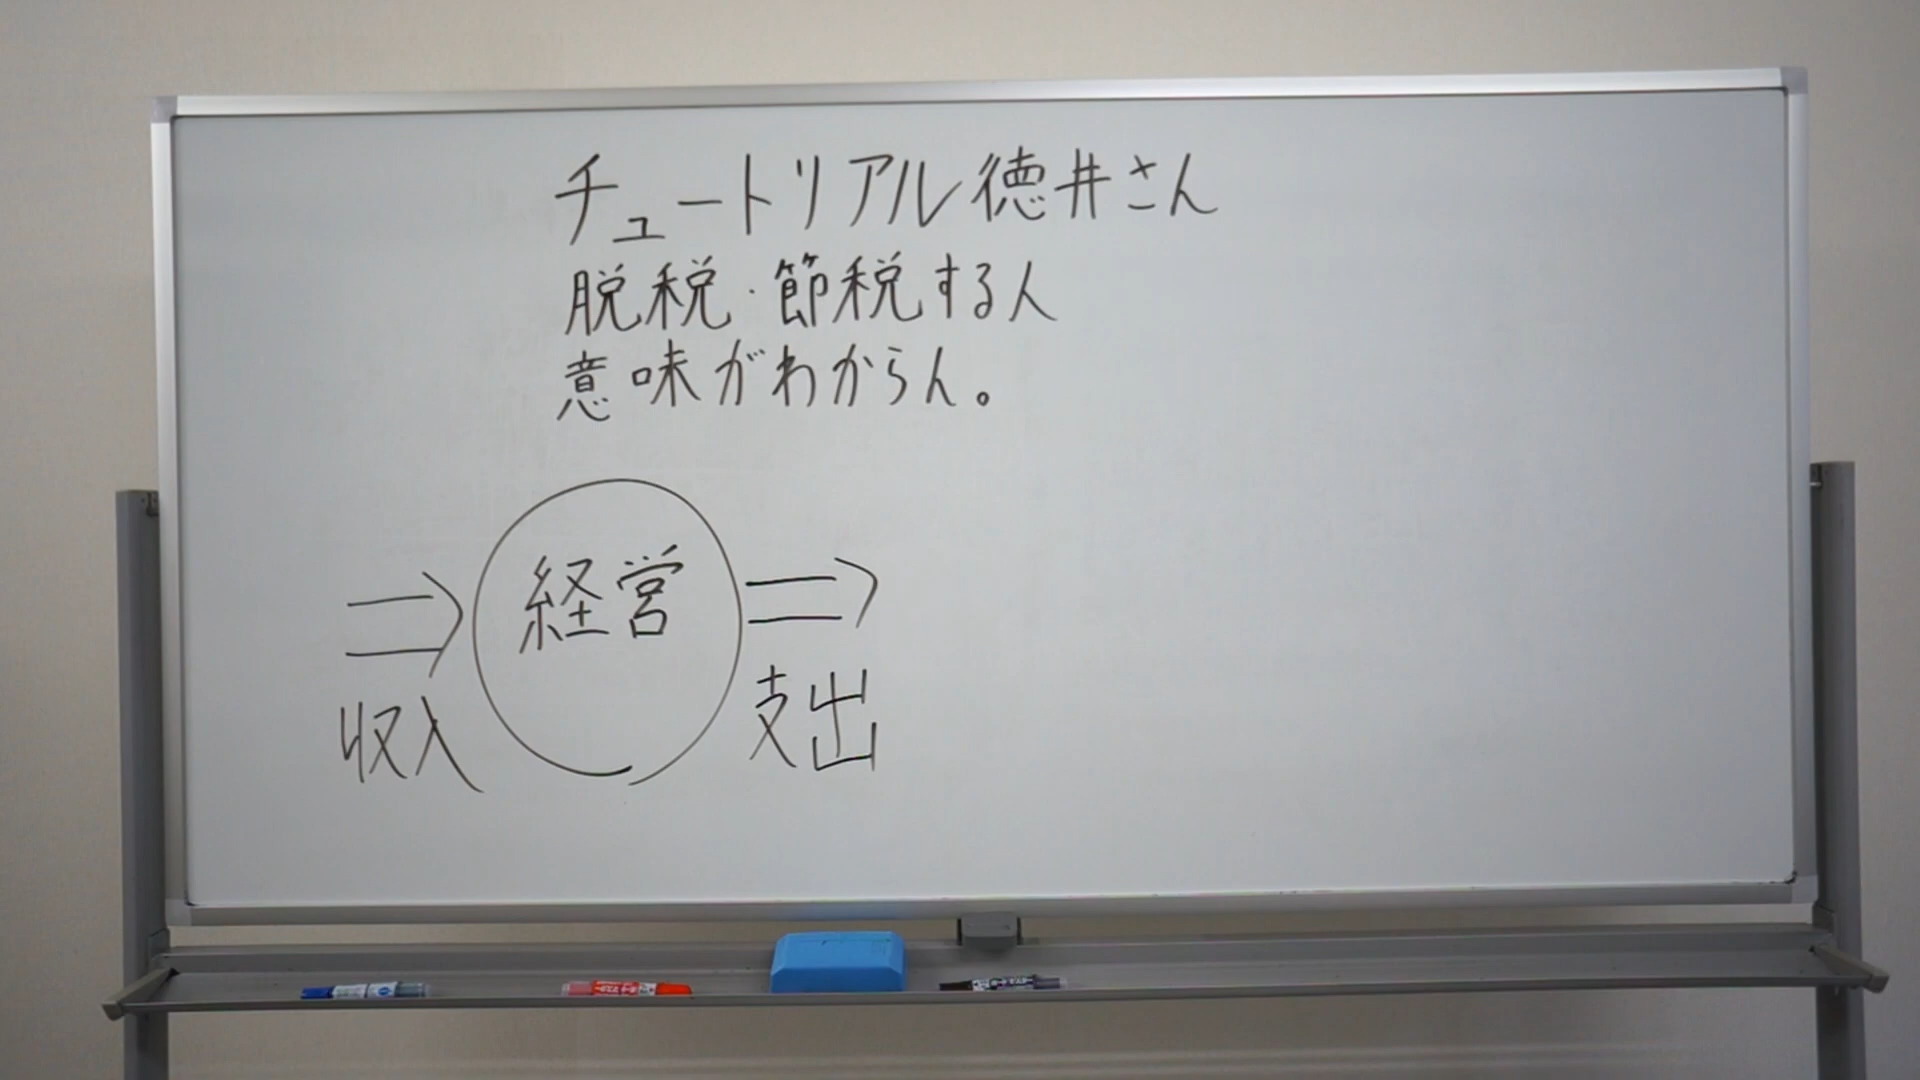 チュートリアル徳井さん
脱税・節税する人
意味がわからん。
経営
収入
支出